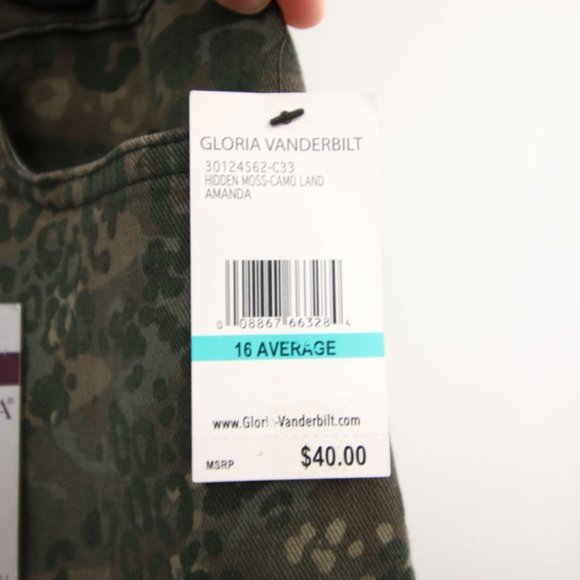 GLORIA VANDERBILT
30124562-C33
HIDDEN MOSS-CAMO LAND
AMANDA
0 08867 66328 4
16 AVERAGE
www.Glori-Vanderbilt.com
MSRP $40.00
A®